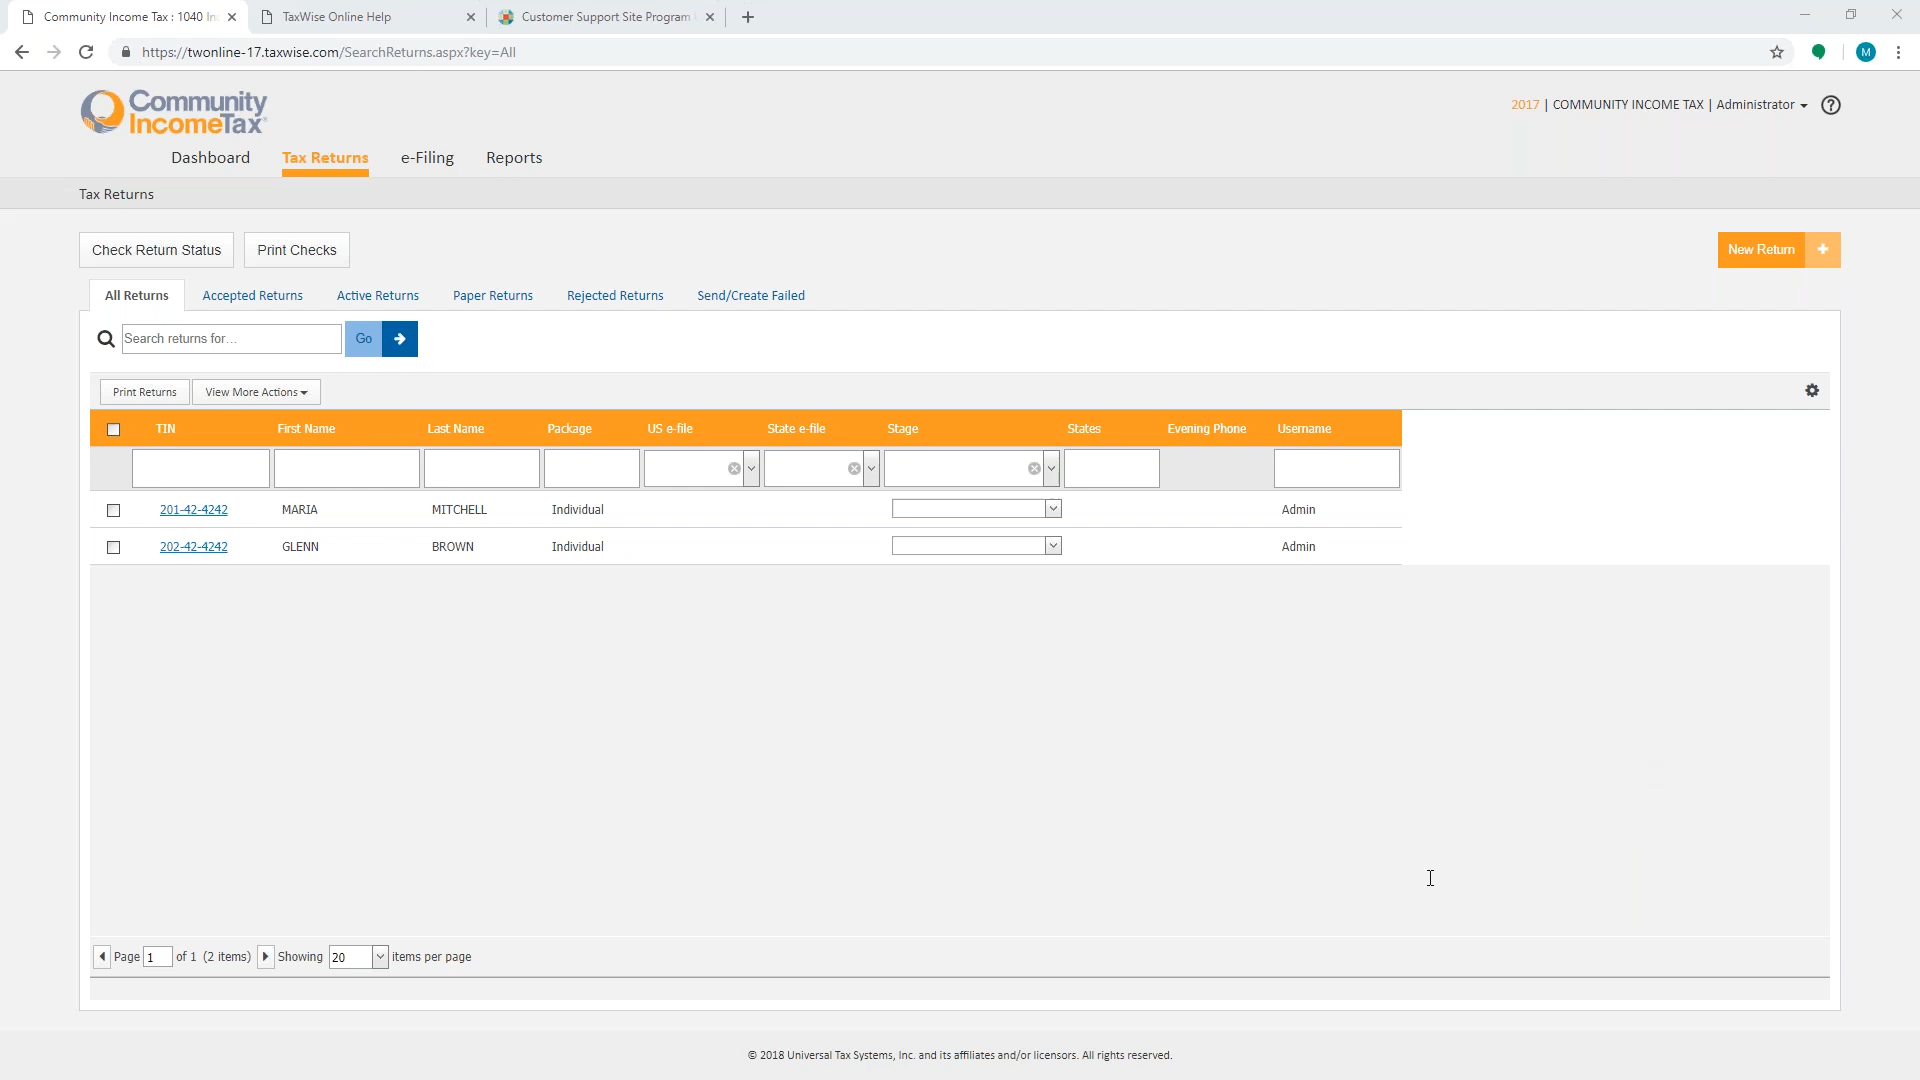 Community Income Tax : 1040 In
TaxWise Online Help
Customer Support Site Program
https://twonline-17.taxwise.com/SearchReturns.aspx?key=All
M
Community
IncomeTax
2017 | COMMUNITY INCOME TAX | Administrator
?
Dashboard Tax Returns e-Filing Reports
Tax Returns
Check Return Status Print Checks New Return +
All Returns Accepted Returns Active Returns Paper Returns Rejected Returns Send/Create Failed
Search returns for... Go
Print Returns View More Actions
TIN First Name Last Name Package US e-file State e-file Stage States Evening Phone Username
201-42-4242 MARIA MITCHELL Individual Admin
202-42-4242 GLENN BROWN Individual Admin
Page 1 of 1 (2 items) Showing 20 items per page
© 2018 Universal Tax Systems, Inc. and its affiliates and/or licensors. All rights reserved.